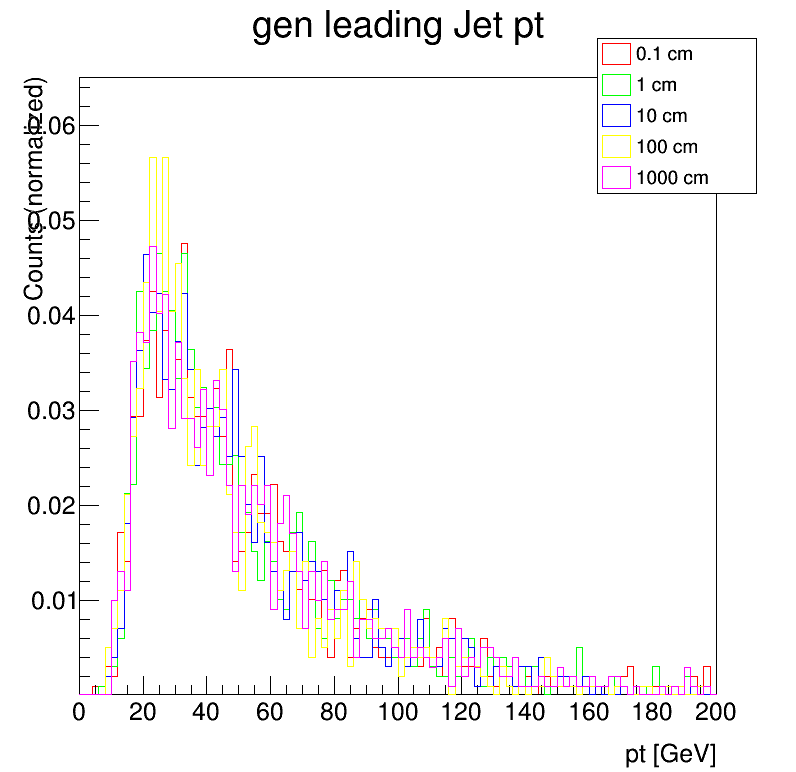 gen leading Jet pt
0.1 cm
1 cm
10 cm
100 cm
1000 cm
Counts (normalized)
0.06
0.05
0.04
0.03
0.02
0.01
0 20 40 60 80 100 120 140 160 180 200
pt [GeV]